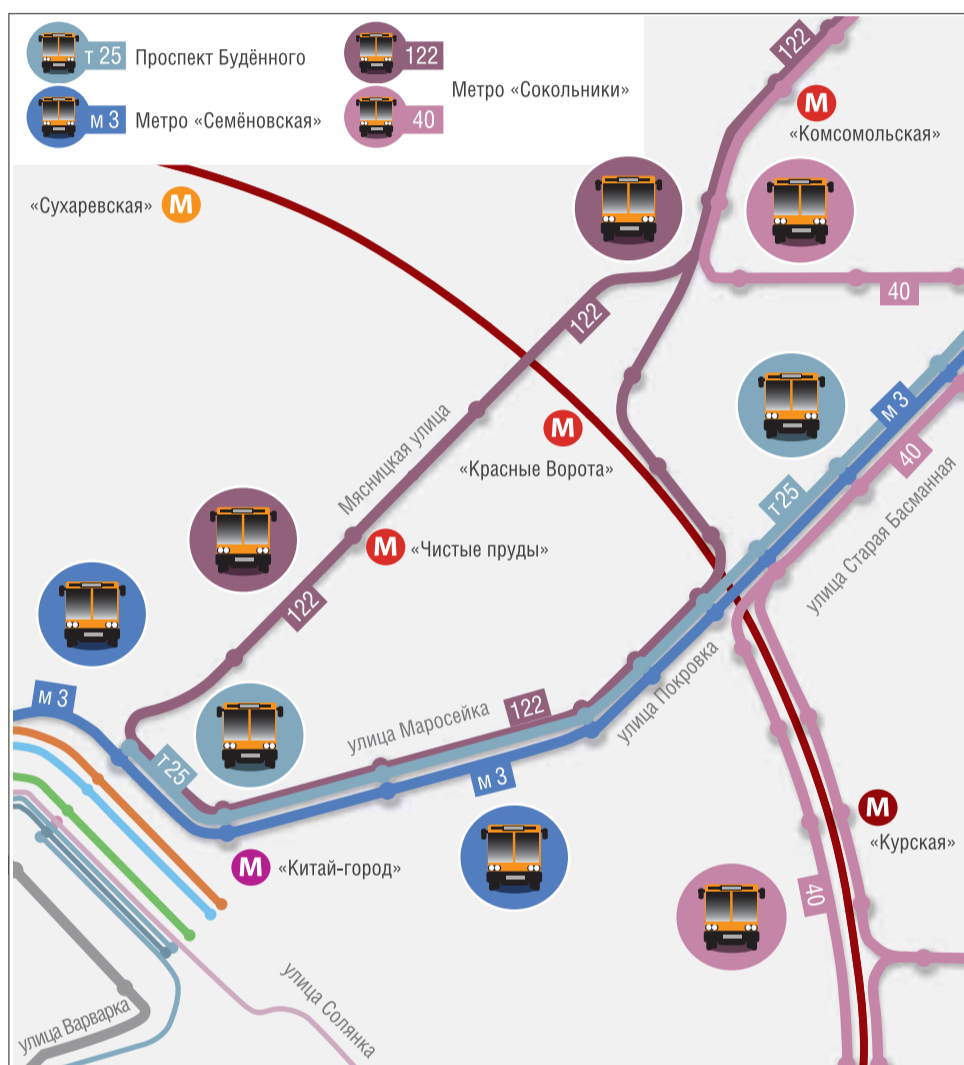 т 25 Проспект Будённого
м 3 Метро «Семёновская»
122
40
Метро «Сокольники»
122
М
«Комсомольская»
«Сухаревская» М
40
122
м 3
М
«Красные Ворота»
Мясницкая улица
40
т 25
улица Старая Басманная
М «Чистые пруды»
122
м 3
улица Маросейка
122
улица Покровка
т 25
м 3
М
«Курская»
М «Китай-город»
40
улица Солянка
улица Варварка